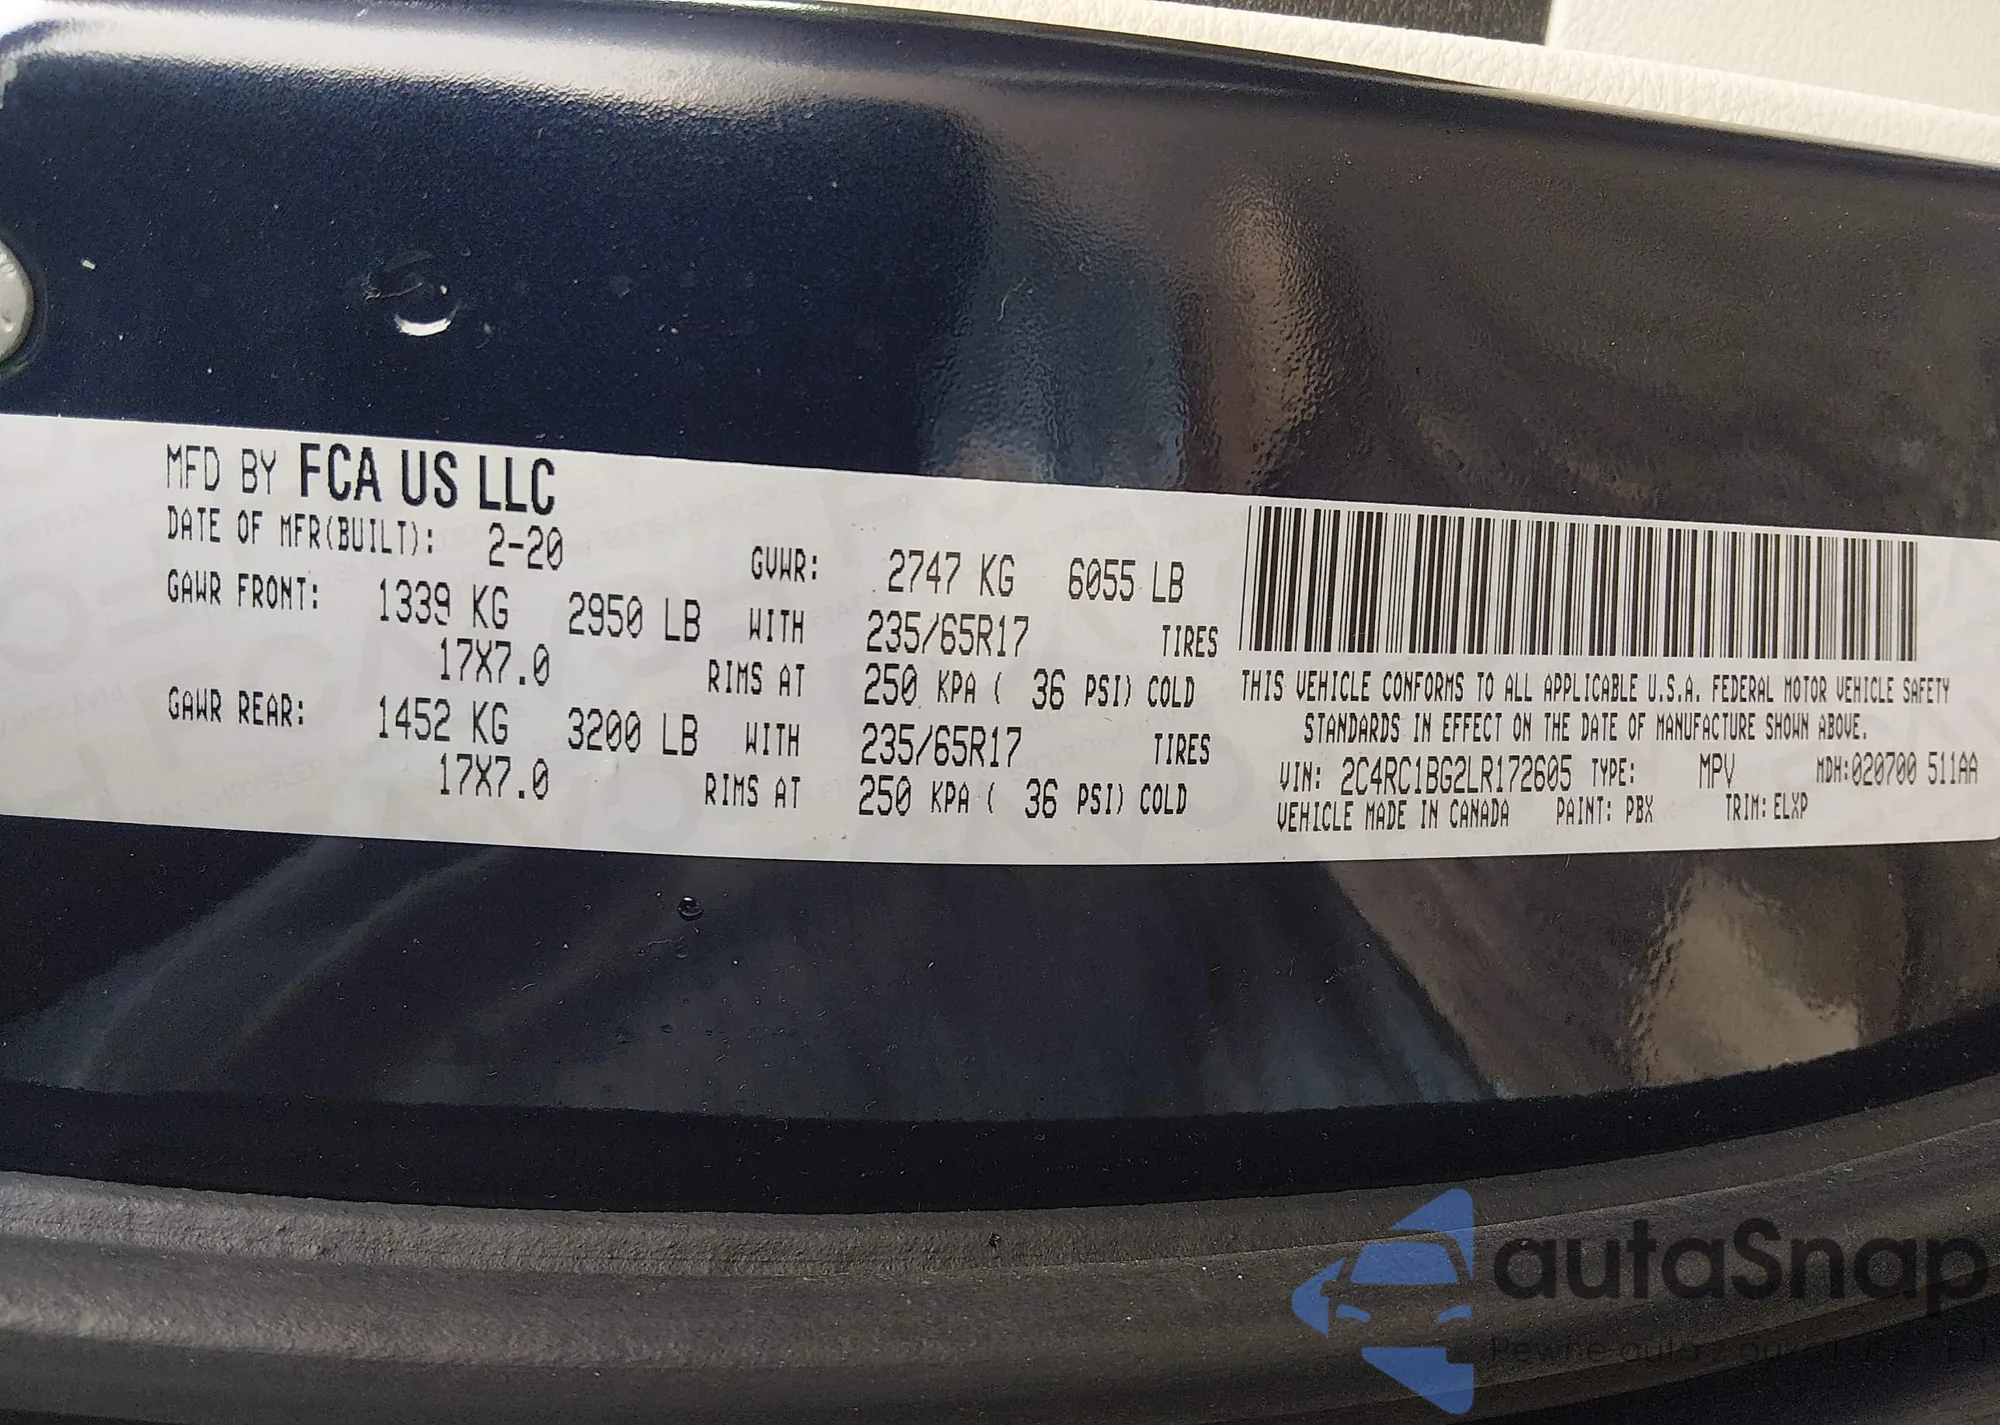 MFD BY FCA US LLC
DATE OF MFR(BUILT): 2-20 GVWR: 2747 KG 6055 LB
GAWR FRONT: 1339 KG 2950 LB WITH 235/65R17 TIRES
17X7.0 RIMS AT 250 KPA ( 36 PSI) COLD
GAWR REAR: 1452 KG 3200 LB WITH 235/65R17 TIRES
17X7.0 RIMS AT 250 KPA ( 36 PSI) COLD
THIS VEHICLE CONFORMS TO ALL APPLICABLE U.S.A. FEDERAL MOTOR VEHICLE SAFETY
STANDARDS IN EFFECT ON THE DATE OF MANUFACTURE SHOWN ABOVE.
VIN: 2C4RC1BG2LR172605 TYPE: MPV MDH:020700 511AA
VEHICLE MADE IN CANADA PAINT: PBX TRIM: ELXP
autaSnap
Pewne auta z